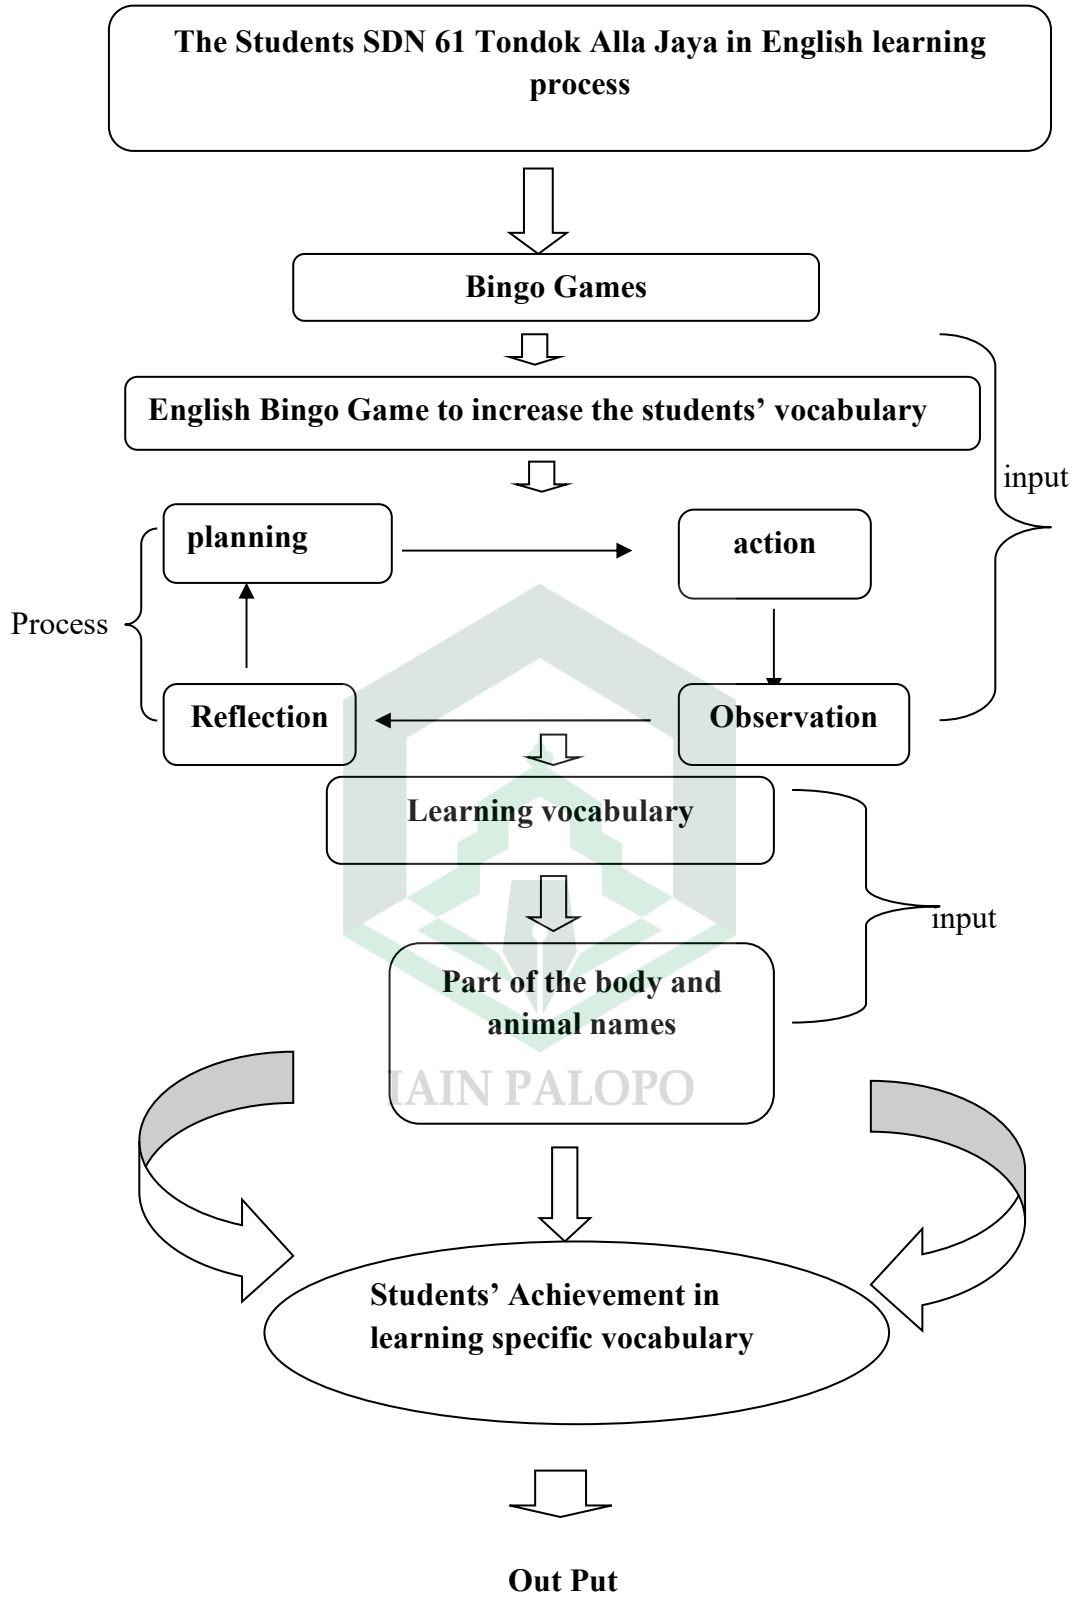 The Students SDN 61 Tondok Alla Jaya in English learning
process
Bingo Games
English Bingo Game to increase the students’ vocabulary
input
planning
action
Process
Reflection
Observation
Learning vocabulary
input
Part of the body and
animal names
IAIN PALOPO
Students’ Achievement in
learning specific vocabulary
Out Put